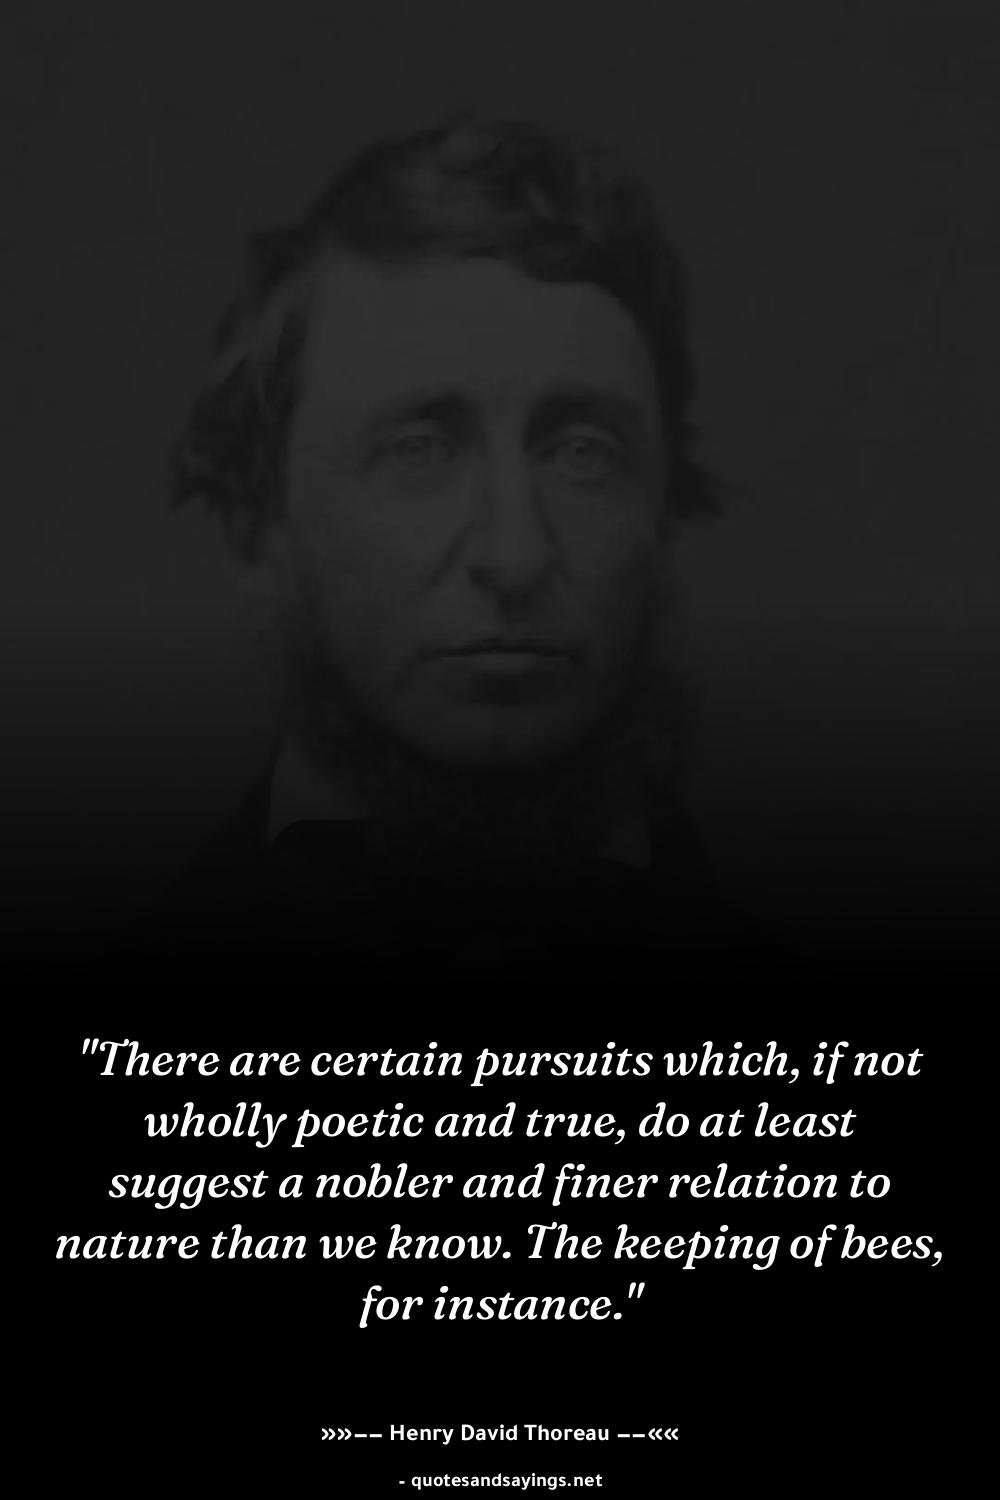 "There are certain pursuits which, if not
wholly poetic and true, do at least
suggest a nobler and finer relation to
nature than we know. The keeping of bees,
for instance."
»»−− Henry David Thoreau −−««
- quotesandsayings.net